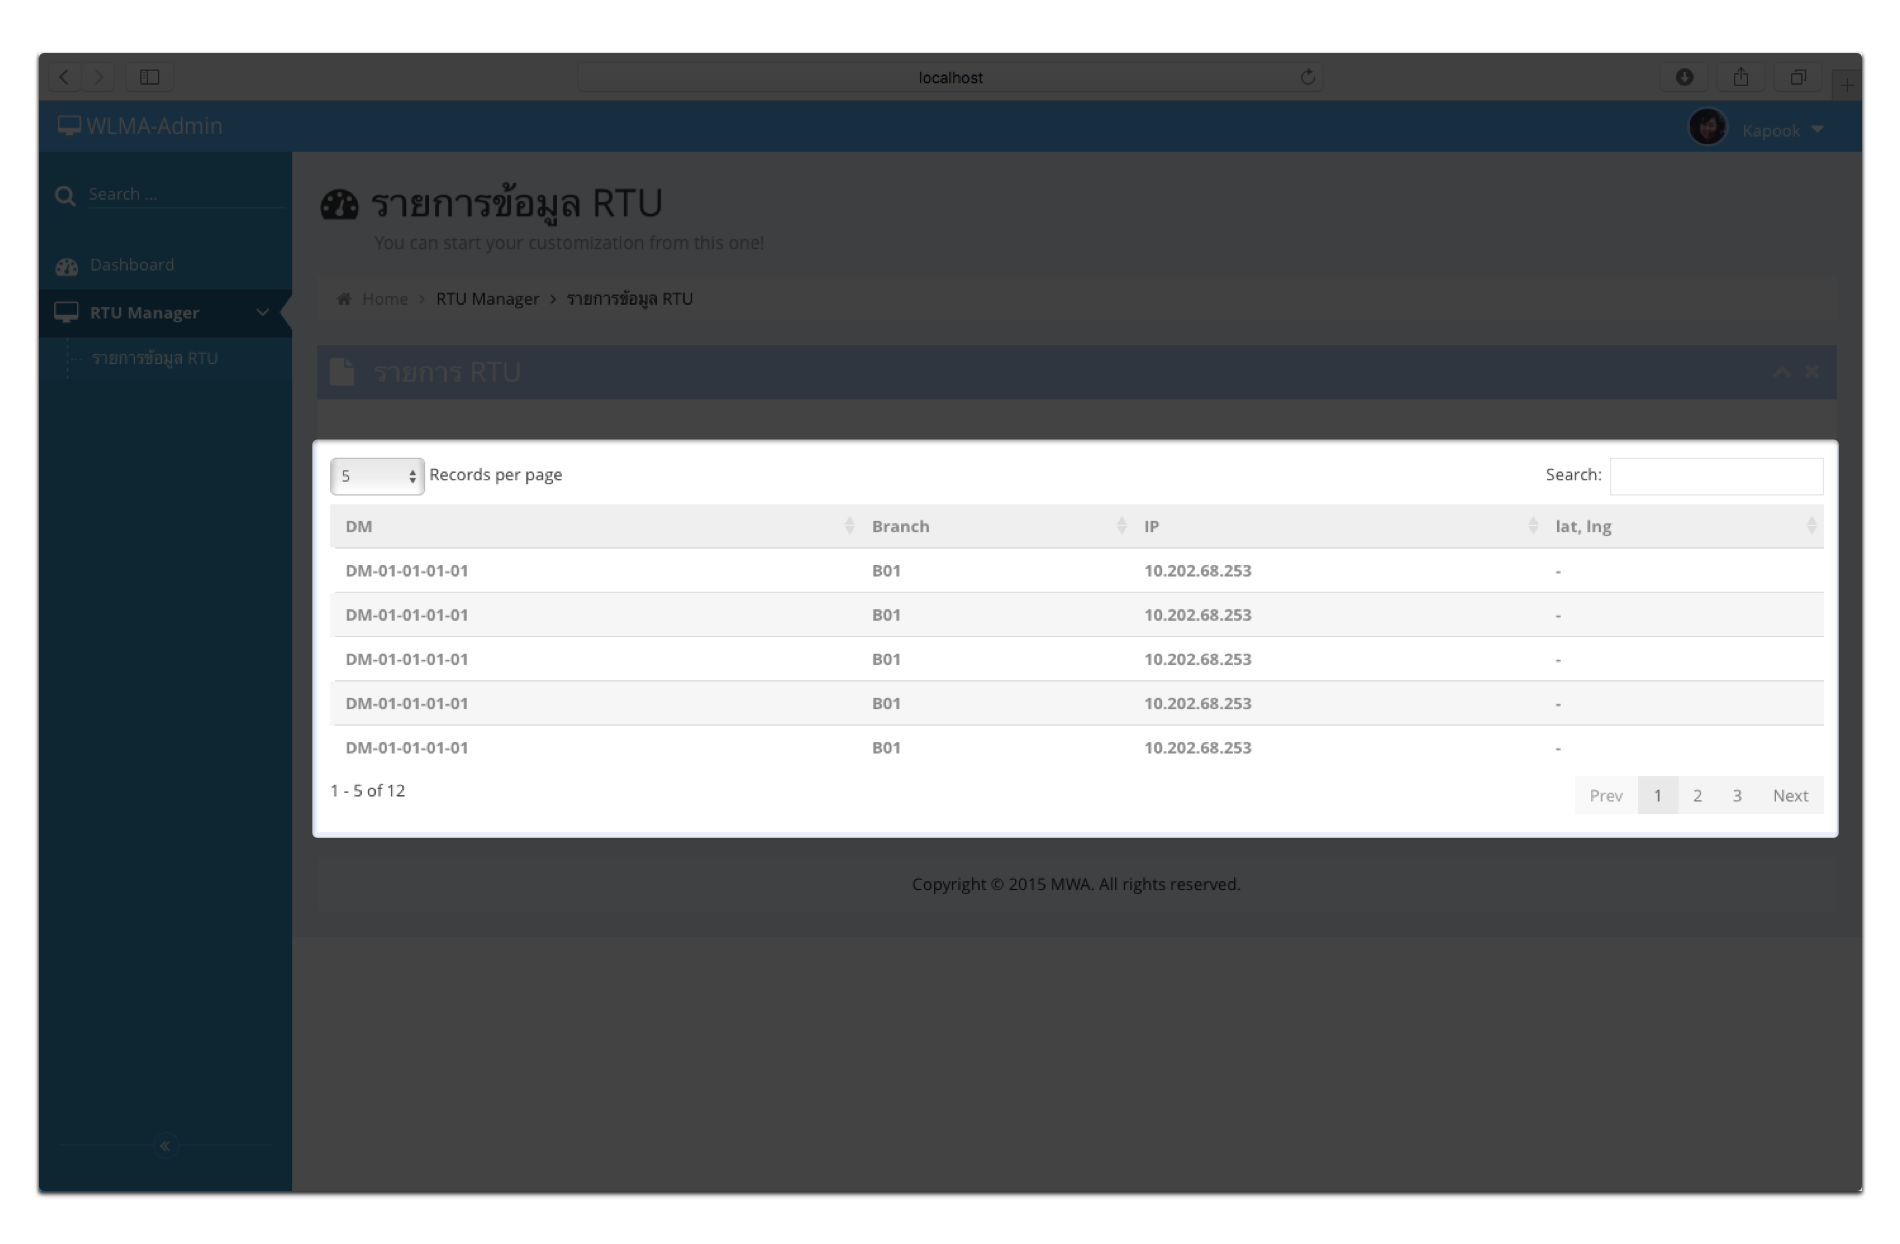 localhost
WLMA-Admin
Kapook
Search ...
Dashboard
RTU Manager
รายการข้อมูล RTU
รายการข้อมูล RTU
You can start your customization from this one!
Home > RTU Manager > รายการข้อมูล RTU
รายการ RTU
5 Records per page
Search:
DM Branch IP lat, lng
DM-01-01-01-01 B01 10.202.68.253 -
DM-01-01-01-01 B01 10.202.68.253 -
DM-01-01-01-01 B01 10.202.68.253 -
DM-01-01-01-01 B01 10.202.68.253 -
DM-01-01-01-01 B01 10.202.68.253 -
1 - 5 of 12
Prev 1 2 3 Next
Copyright © 2015 MWA. All rights reserved.